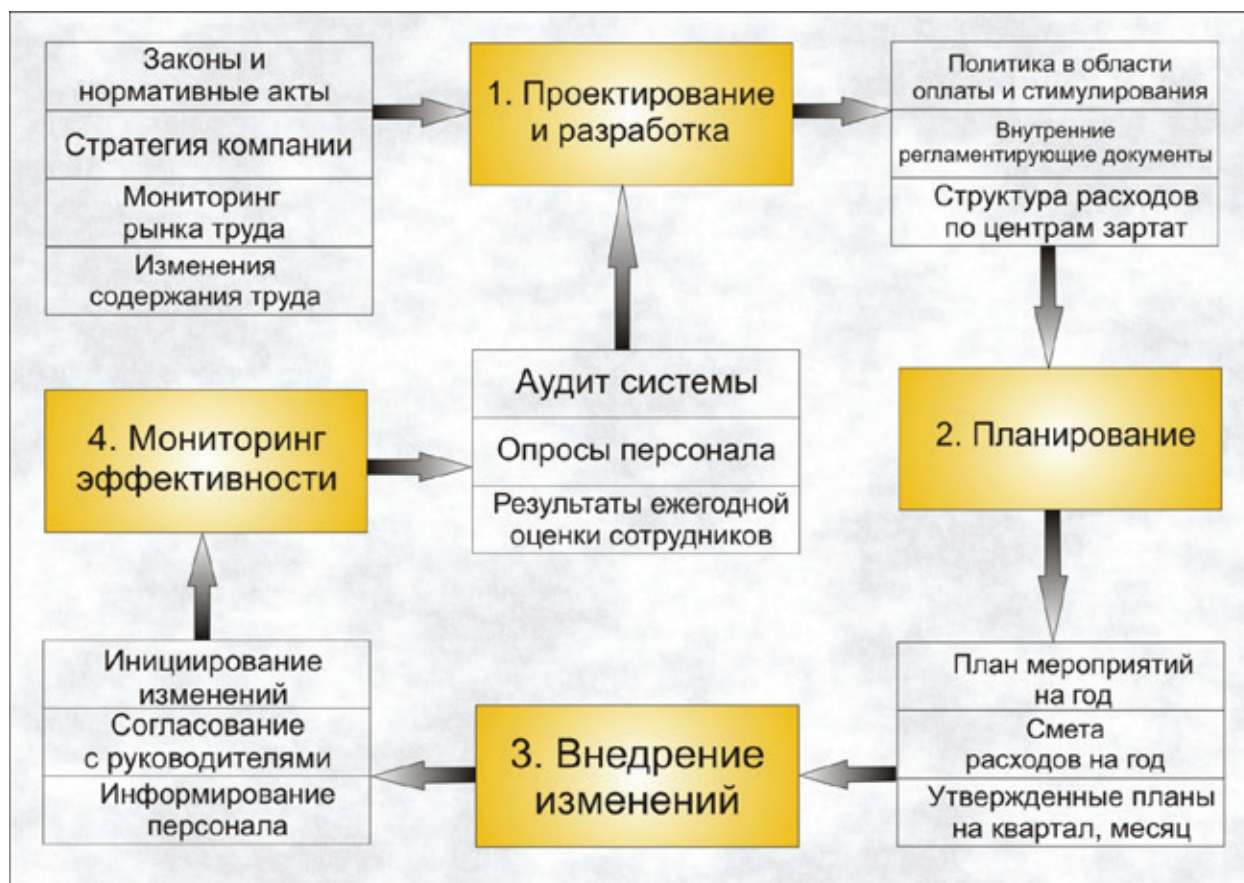 Законы и
нормативные акты
Стратегия компании
Мониторинг
рынка труда
Изменения
содержания труда
1. Проектирование
и разработка
Политика в области
оплаты и стимулирования
Внутренние
регламентирующие документы
Структура расходов
по центрам зартат
4. Мониторинг
эффективности
Аудит системы
Опросы персонала
Результаты ежегодной
оценки сотрудников
2. Планирование
Инициирование
изменений
Согласование
с руководителями
Информирование
персонала
3. Внедрение
изменений
План мероприятий
на год
Смета
расходов на год
Утвержденные планы
на квартал, месяц